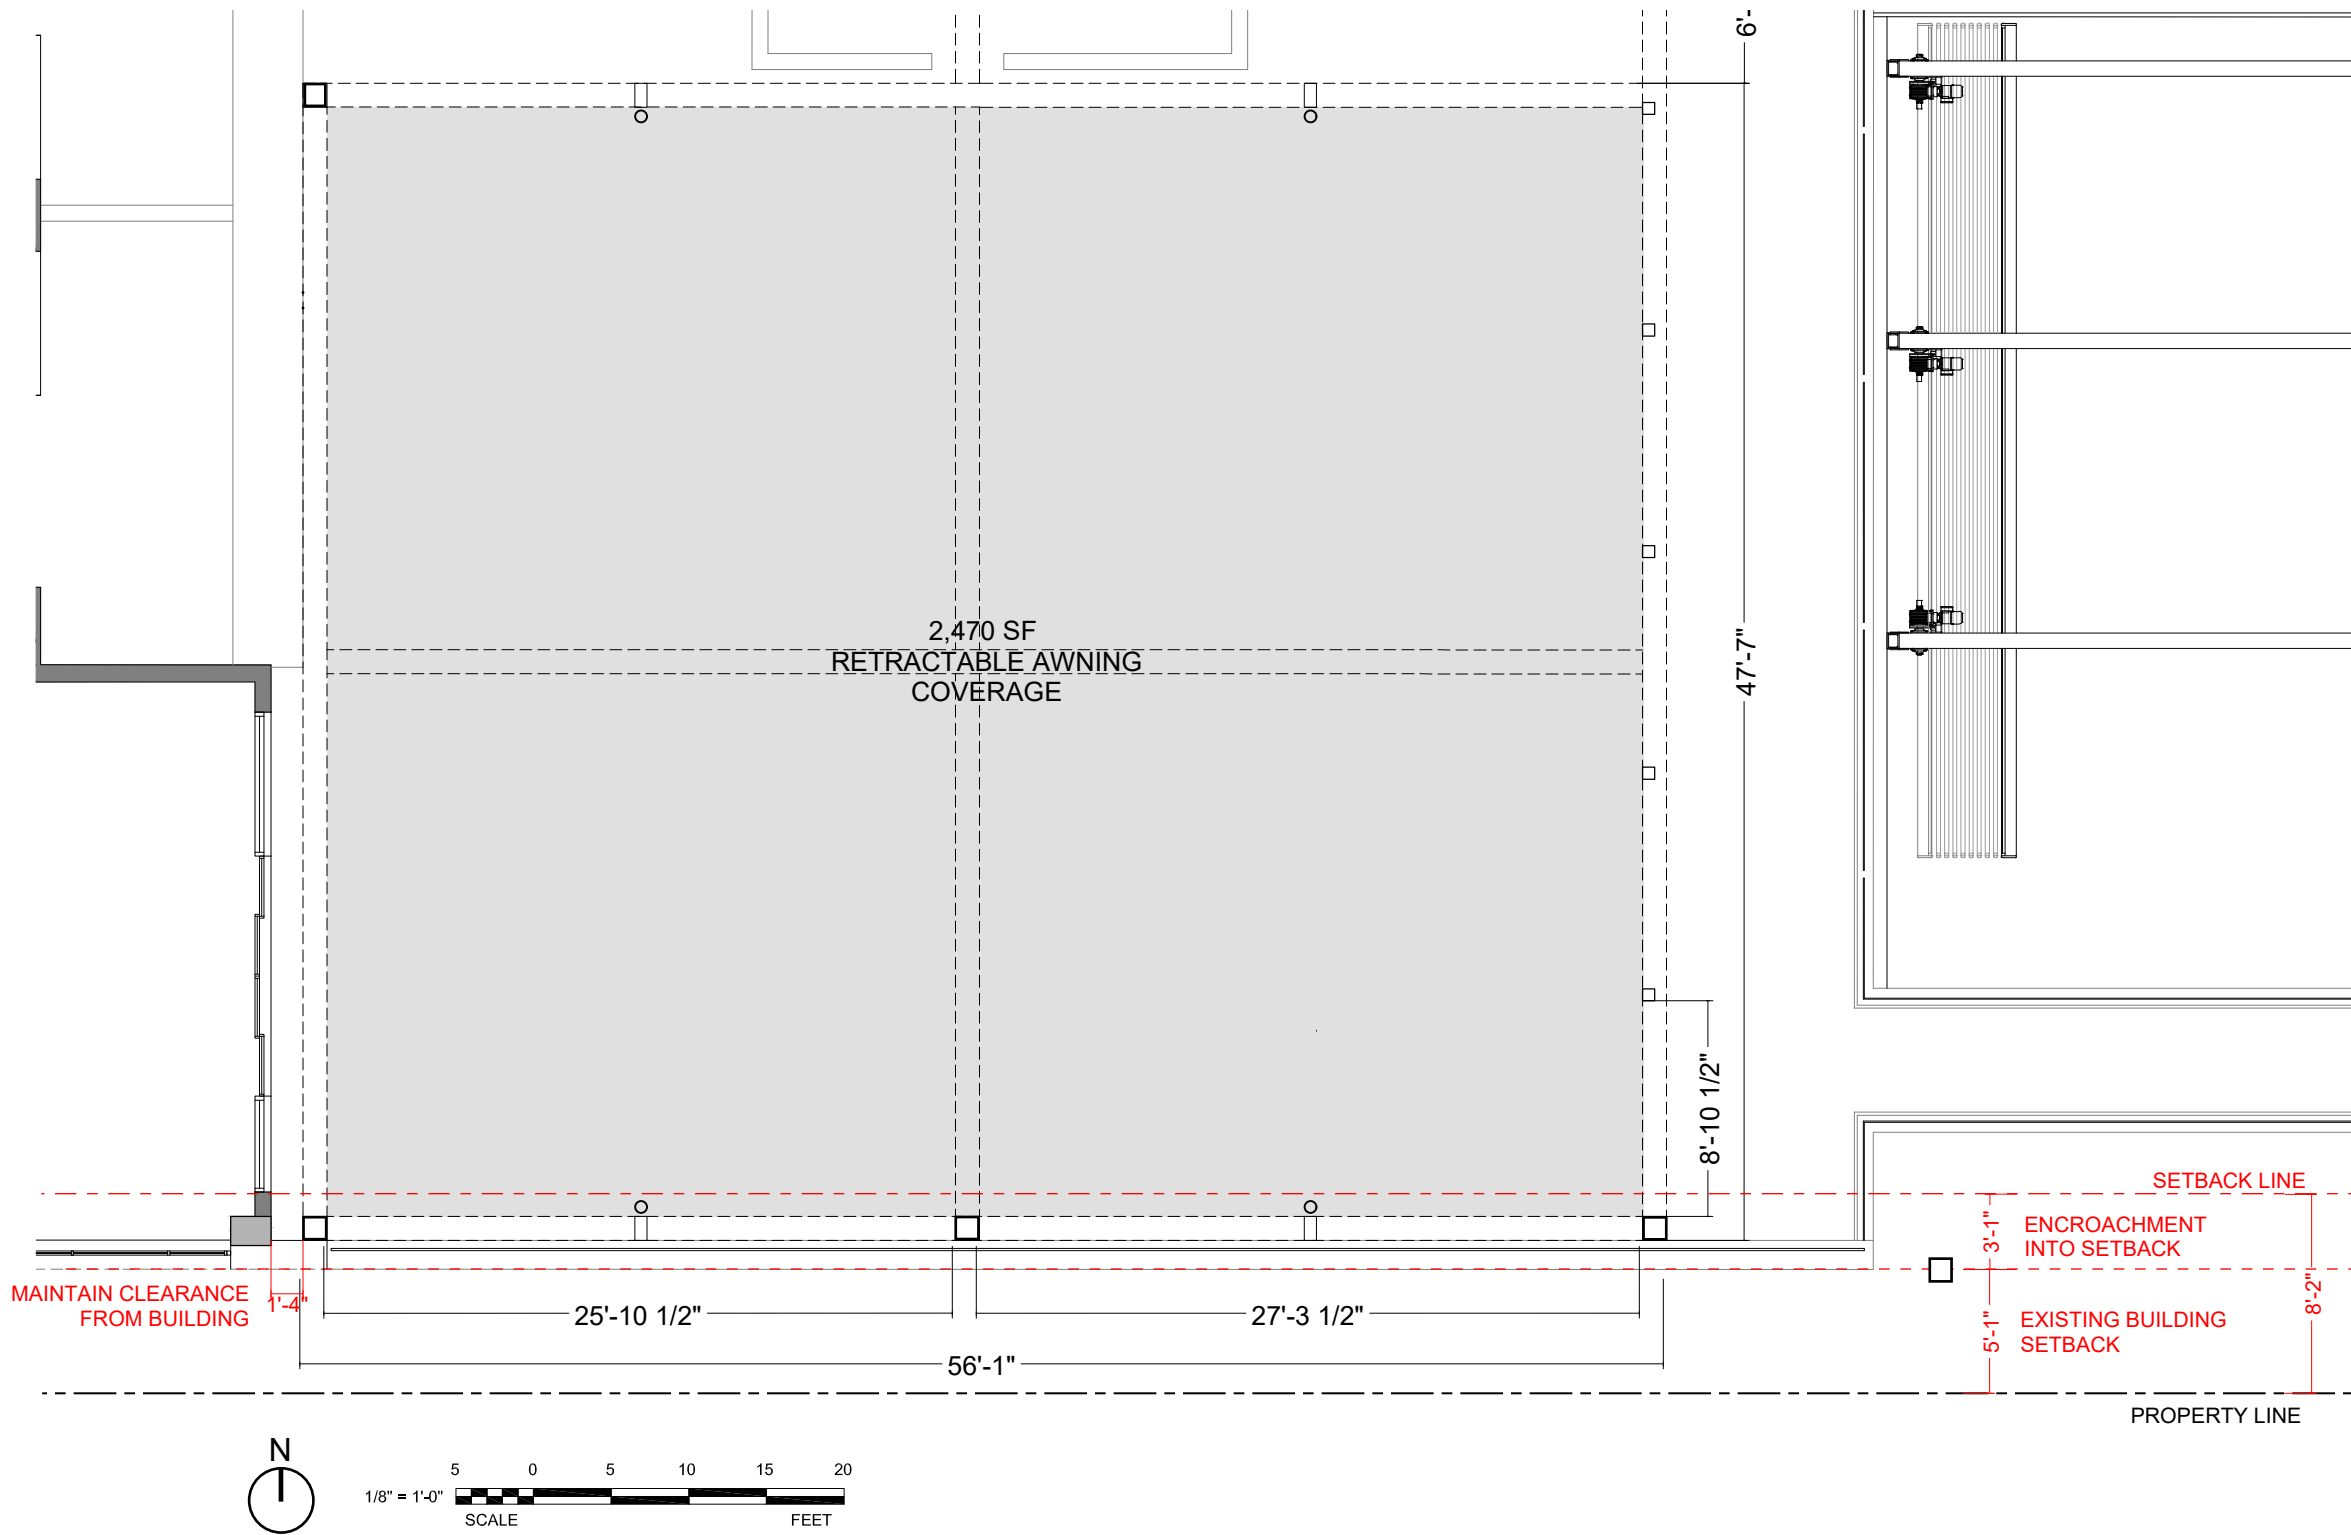 6'-
2,470 SF
RETRACTABLE AWNING
COVERAGE
47'-7"
8'-10 1/2"
SETBACK LINE
3'-1"
ENCROACHMENT
INTO SETBACK
8'-2"
MAINTAIN CLEARANCE
FROM BUILDING
1'-4"
25'-10 1/2"
27'-3 1/2"
5'-1"
EXISTING BUILDING
SETBACK
56'-1"
PROPERTY LINE
N
5 0 5 10 15 20
1/8" = 1'-0"
SCALE FEET